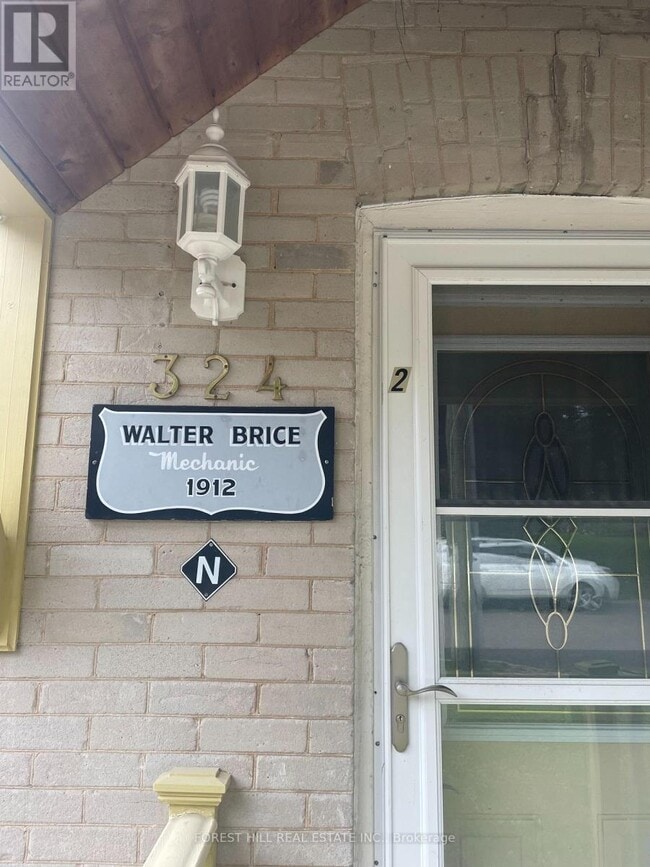 REALTOR
324
2
WALTER BRICE
Mechanic
1912
N
FOREST HILL REAL ESTATE INC., Brokerage